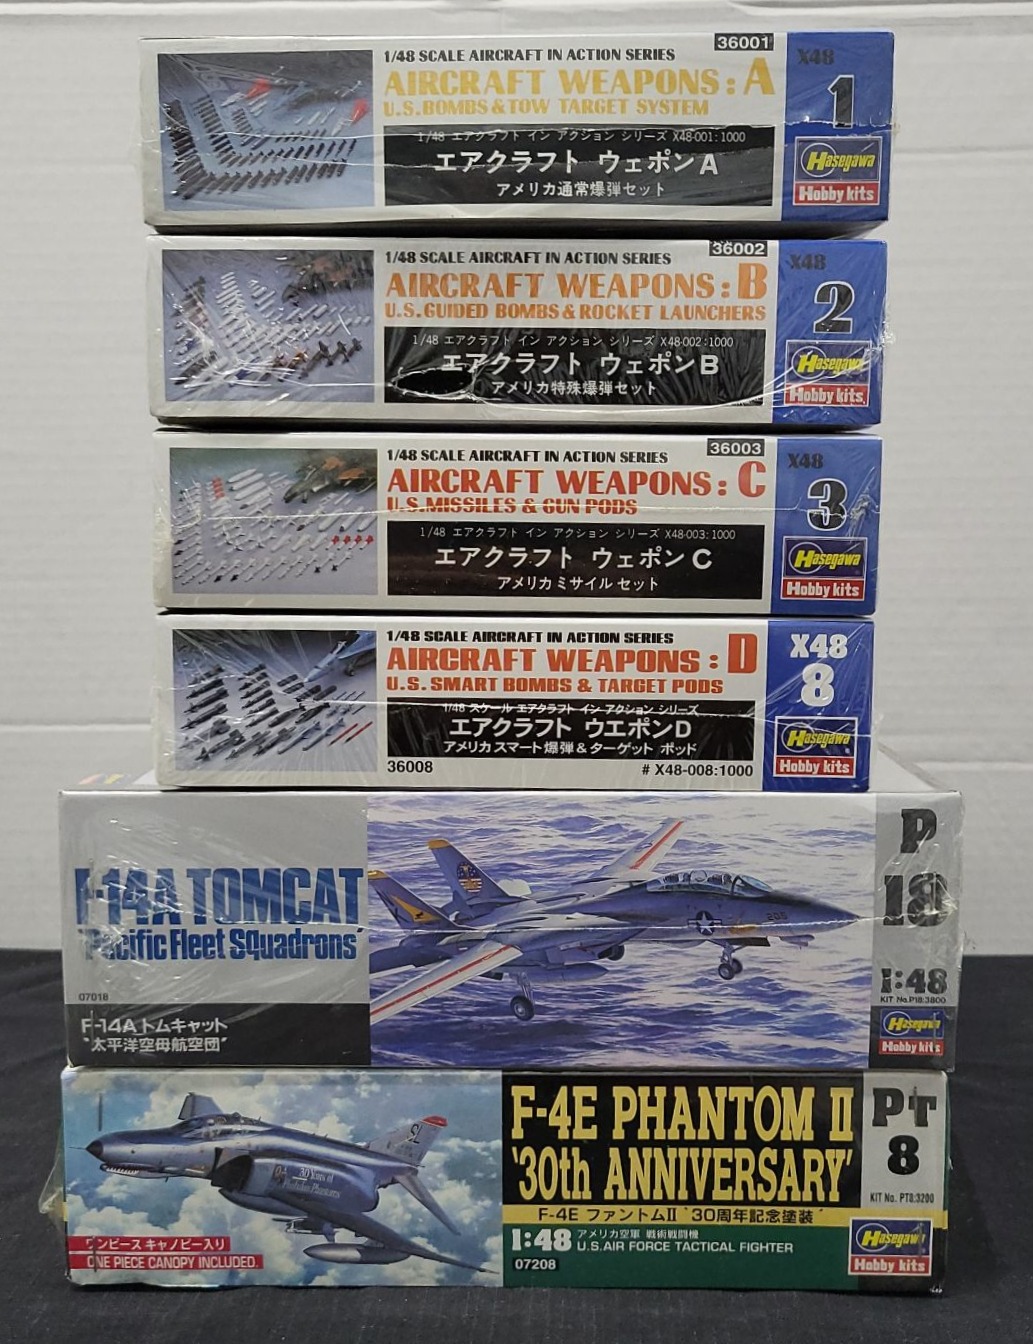 36001
1/48 SCALE AIRCRAFT IN ACTION SERIES
AIRCRAFT WEAPONS : A
U.S. BOMBS & TOW TARGET SYSTEM
1/48 エアクラフト イン アクション シリーズ X48-001:1000
エアクラフト ウェポン A
アメリカ通常爆弾セット
X48
1
Hasegawa
Hobby kits
36002
1/48 SCALE AIRCRAFT IN ACTION SERIES
AIRCRAFT WEAPONS : B
U.S. GUIDED BOMBS & ROCKET LAUNCHERS
1/48 エアクラフト イン アクション シリーズ X48-002:1000
エアクラフト ウェポン B
アメリカ特殊爆弾セット
X48
2
Hasegawa
Hobby kits
36003
1/48 SCALE AIRCRAFT IN ACTION SERIES
AIRCRAFT WEAPONS : C
U.S. MISSILES & GUN PODS
1/48 エアクラフト イン アクション シリーズ X48-003:1000
エアクラフト ウェポン C
アメリカミサイルセット
X48
3
Hasegawa
Hobby kits
1/48 SCALE AIRCRAFT IN ACTION SERIES
AIRCRAFT WEAPONS : D
U.S. SMART BOMBS & TARGET PODS
1/48 スケール エアクラフト イン アクション シリーズ
エアクラフト ウエポンD
アメリカスマート爆弾&ターゲット ポッド
36008
# X48-008:1000
X48
8
Hasegawa
Hobby kits
F-14A TOMCAT
'Pacific Fleet Squadrons'
07018
F-14A トムキャット
"太平洋空母航空団"
P
18
1:48
KIT No.P18:3800
Hasegawa
Hobby kits
SL
30 Years of
ワンピース キャノピー入り
ONE PIECE CANOPY INCLUDED.
F-4E PHANTOM II
'30th ANNIVERSARY'
F-4E ファントムII '30周年記念塗装'
1:48
アメリカ空軍 戦術戦闘機
U.S. AIR FORCE TACTICAL FIGHTER
07208
PT
8
KIT No. PT8:3200
Hasegawa
Hobby kits